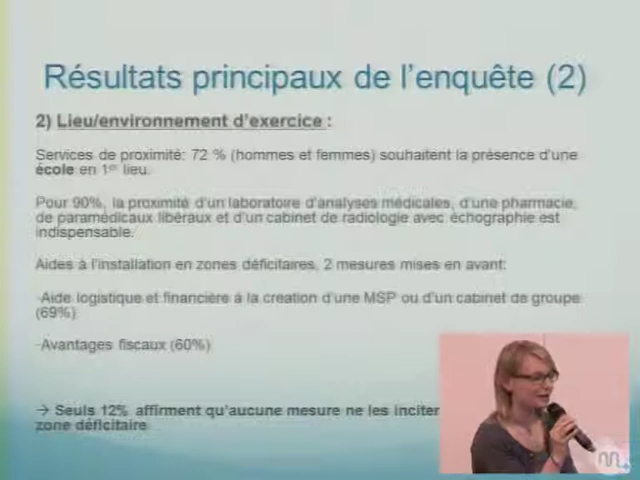 Résultats principaux de l'enquête (2)
2) Lieu/environnement d'exercice :
Services de proximité: 72 % (hommes et femmes) souhaitent la présence d'une
école en 1er lieu.
Pour 90%, la proximité d'un laboratoire d'analyses médicales, d'une pharmacie,
de paramédicaux libéraux et d'un cabinet de radiologie avec échographie est
indispensable.
Aides à l'installation en zones déficitaires, 2 mesures mises en avant:
-Aide logistique et financière à la création d'une MSP ou d'un cabinet de groupe
(69%)
-Avantages fiscaux (60%)
→ Seuls 12% affirment qu'aucune mesure ne les inciter
zone déficitaire